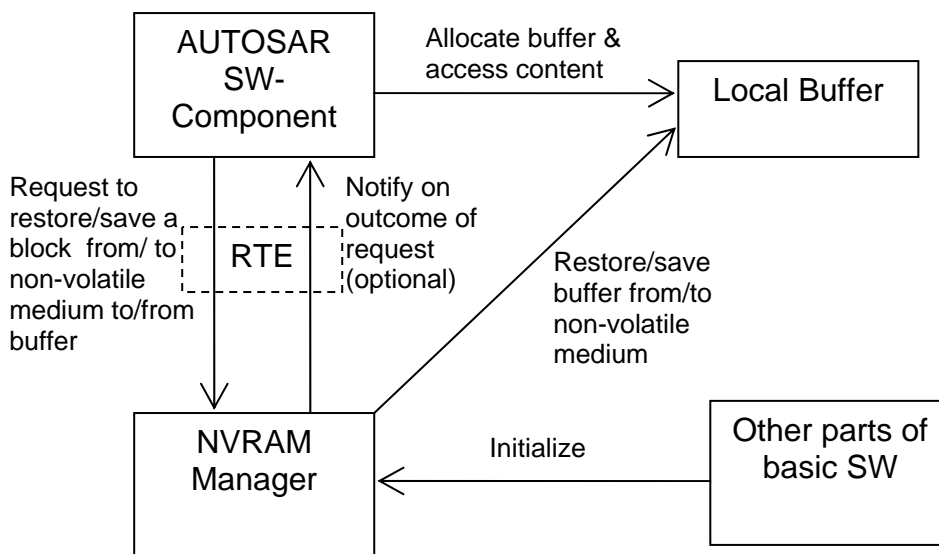 AUTOSAR
SW-
Component
Allocate buffer &
access content
Local Buffer
Request to
restore/save a
block from/ to
non-volatile
medium to/from
buffer
RTE
Notify on
outcome of
request
(optional)
Restore/save
buffer from/to
non-volatile
medium
NVRAM
Manager
Initialize
Other parts of
basic SW